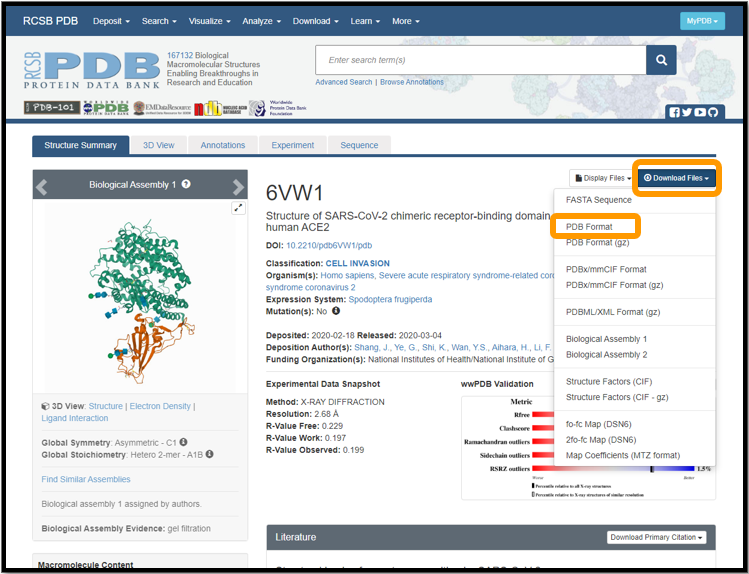 RCSB PDB Deposit Search Visualize Analyze Download Learn More MyPDB
RCSB PDB
PROTEIN DATA BANK
167132 Biological
Macromolecular Structures
Enabling Breakthroughs in
Research and Education
Enter search term(s)
Advanced Search | Browse Annotations
PDB-101 PDB EMDataResource NUCLEIC ACID DATABASE Worldwide Protein Data Bank Foundation
Structure Summary 3D View Annotations Experiment Sequence
Biological Assembly 1
6VW1
Display Files Download Files
Structure of SARS-CoV-2 chimeric receptor-binding domain
human ACE2
DOI: 10.2210/pdb6VW1/pdb
Classification: CELL INVASION
Organism(s): Homo sapiens, Severe acute respiratory syndrome-related cor
syndrome coronavirus 2
Expression System: Spodoptera frugiperda
Mutation(s): No
Deposited: 2020-02-18 Released: 2020-03-04
Deposition Author(s): Shang, J., Ye, G., Shi, K., Wan, Y.S., Aihara, H., Li, F.
Funding Organization(s): National Institutes of Health/National Institute of G
FASTA Sequence
PDB Format
PDB Format (gz)
PDBx/mmCIF Format
PDBx/mmCIF Format (gz)
PDBML/XML Format (gz)
Biological Assembly 1
Biological Assembly 2
Structure Factors (CIF)
Structure Factors (CIF - gz)
fo-fc Map (DSN6)
2fo-fc Map (DSN6)
Map Coefficients (MTZ format)
3D View: Structure | Electron Density |
Ligand Interaction
Global Symmetry: Asymmetric - C1
Global Stoichiometry: Hetero 2-mer - A1B
Find Similar Assemblies
Biological assembly 1 assigned by authors.
Biological Assembly Evidence: gel filtration
Macromolecule Content
Experimental Data Snapshot
Method: X-RAY DIFFRACTION
Resolution: 2.68 Å
R-Value Free: 0.229
R-Value Work: 0.197
R-Value Observed: 0.199
wwPDB Validation
Metric
Rfree
Clashscore
Ramachandran outliers
Sidechain outliers
RSRZ outliers 1.5%
Worse Better
Percentile relative to all X-ray structures
Percentile relative to X-ray structures of similar resolution
Literature Download Primary Citation